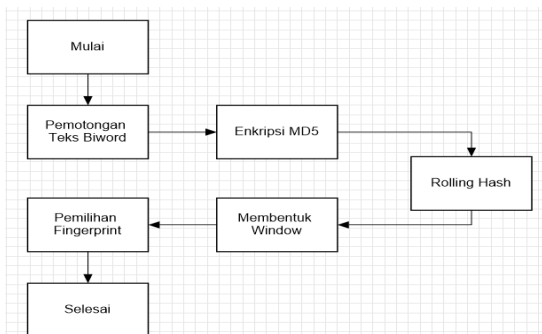 Mulai
Pemotongan
Teks Biword
Enkripsi MD5
Rolling Hash
Membentuk
Window
Pemilihan
Fingerprint
Selesai